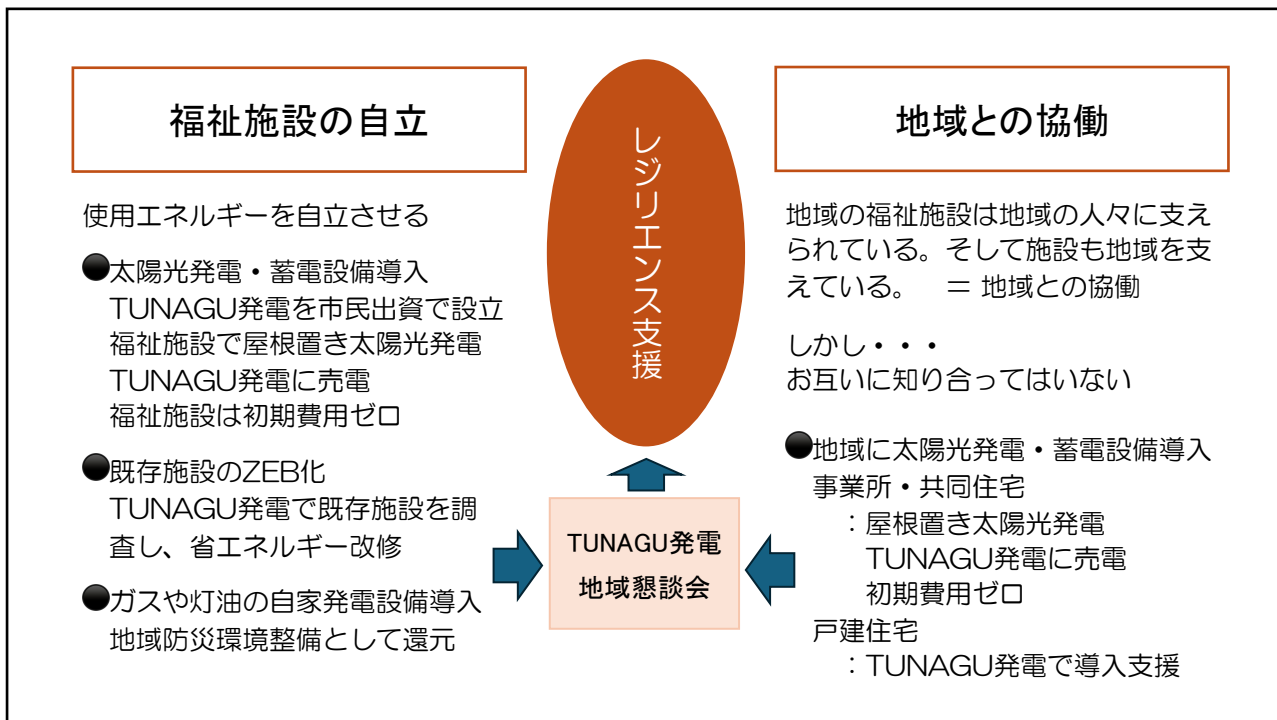 福祉施設の自立
使用エネルギーを自立させる
●太陽光発電・蓄電設備導入
TUNAGU発電を市民出資で設立
福祉施設で屋根置き太陽光発電
TUNAGU発電に売電
福祉施設は初期費用ゼロ
●既存施設のZEB化
TUNAGU発電で既存施設を調
査し、省エネルギー改修
●ガスや灯油の自家発電設備導入
地域防災環境整備として還元
レジリエンス支援
TUNAGU発電
地域懇談会
地域との協働
地域の福祉施設は地域の人々に支え
られている。そして施設も地域を支
えている。　＝ 地域との協働
しかし・・・
お互いに知り合ってはいない
●地域に太陽光発電・蓄電設備導入
事業所・共同住宅
：屋根置き太陽光発電
TUNAGU発電に売電
初期費用ゼロ
戸建住宅
：TUNAGU発電で導入支援